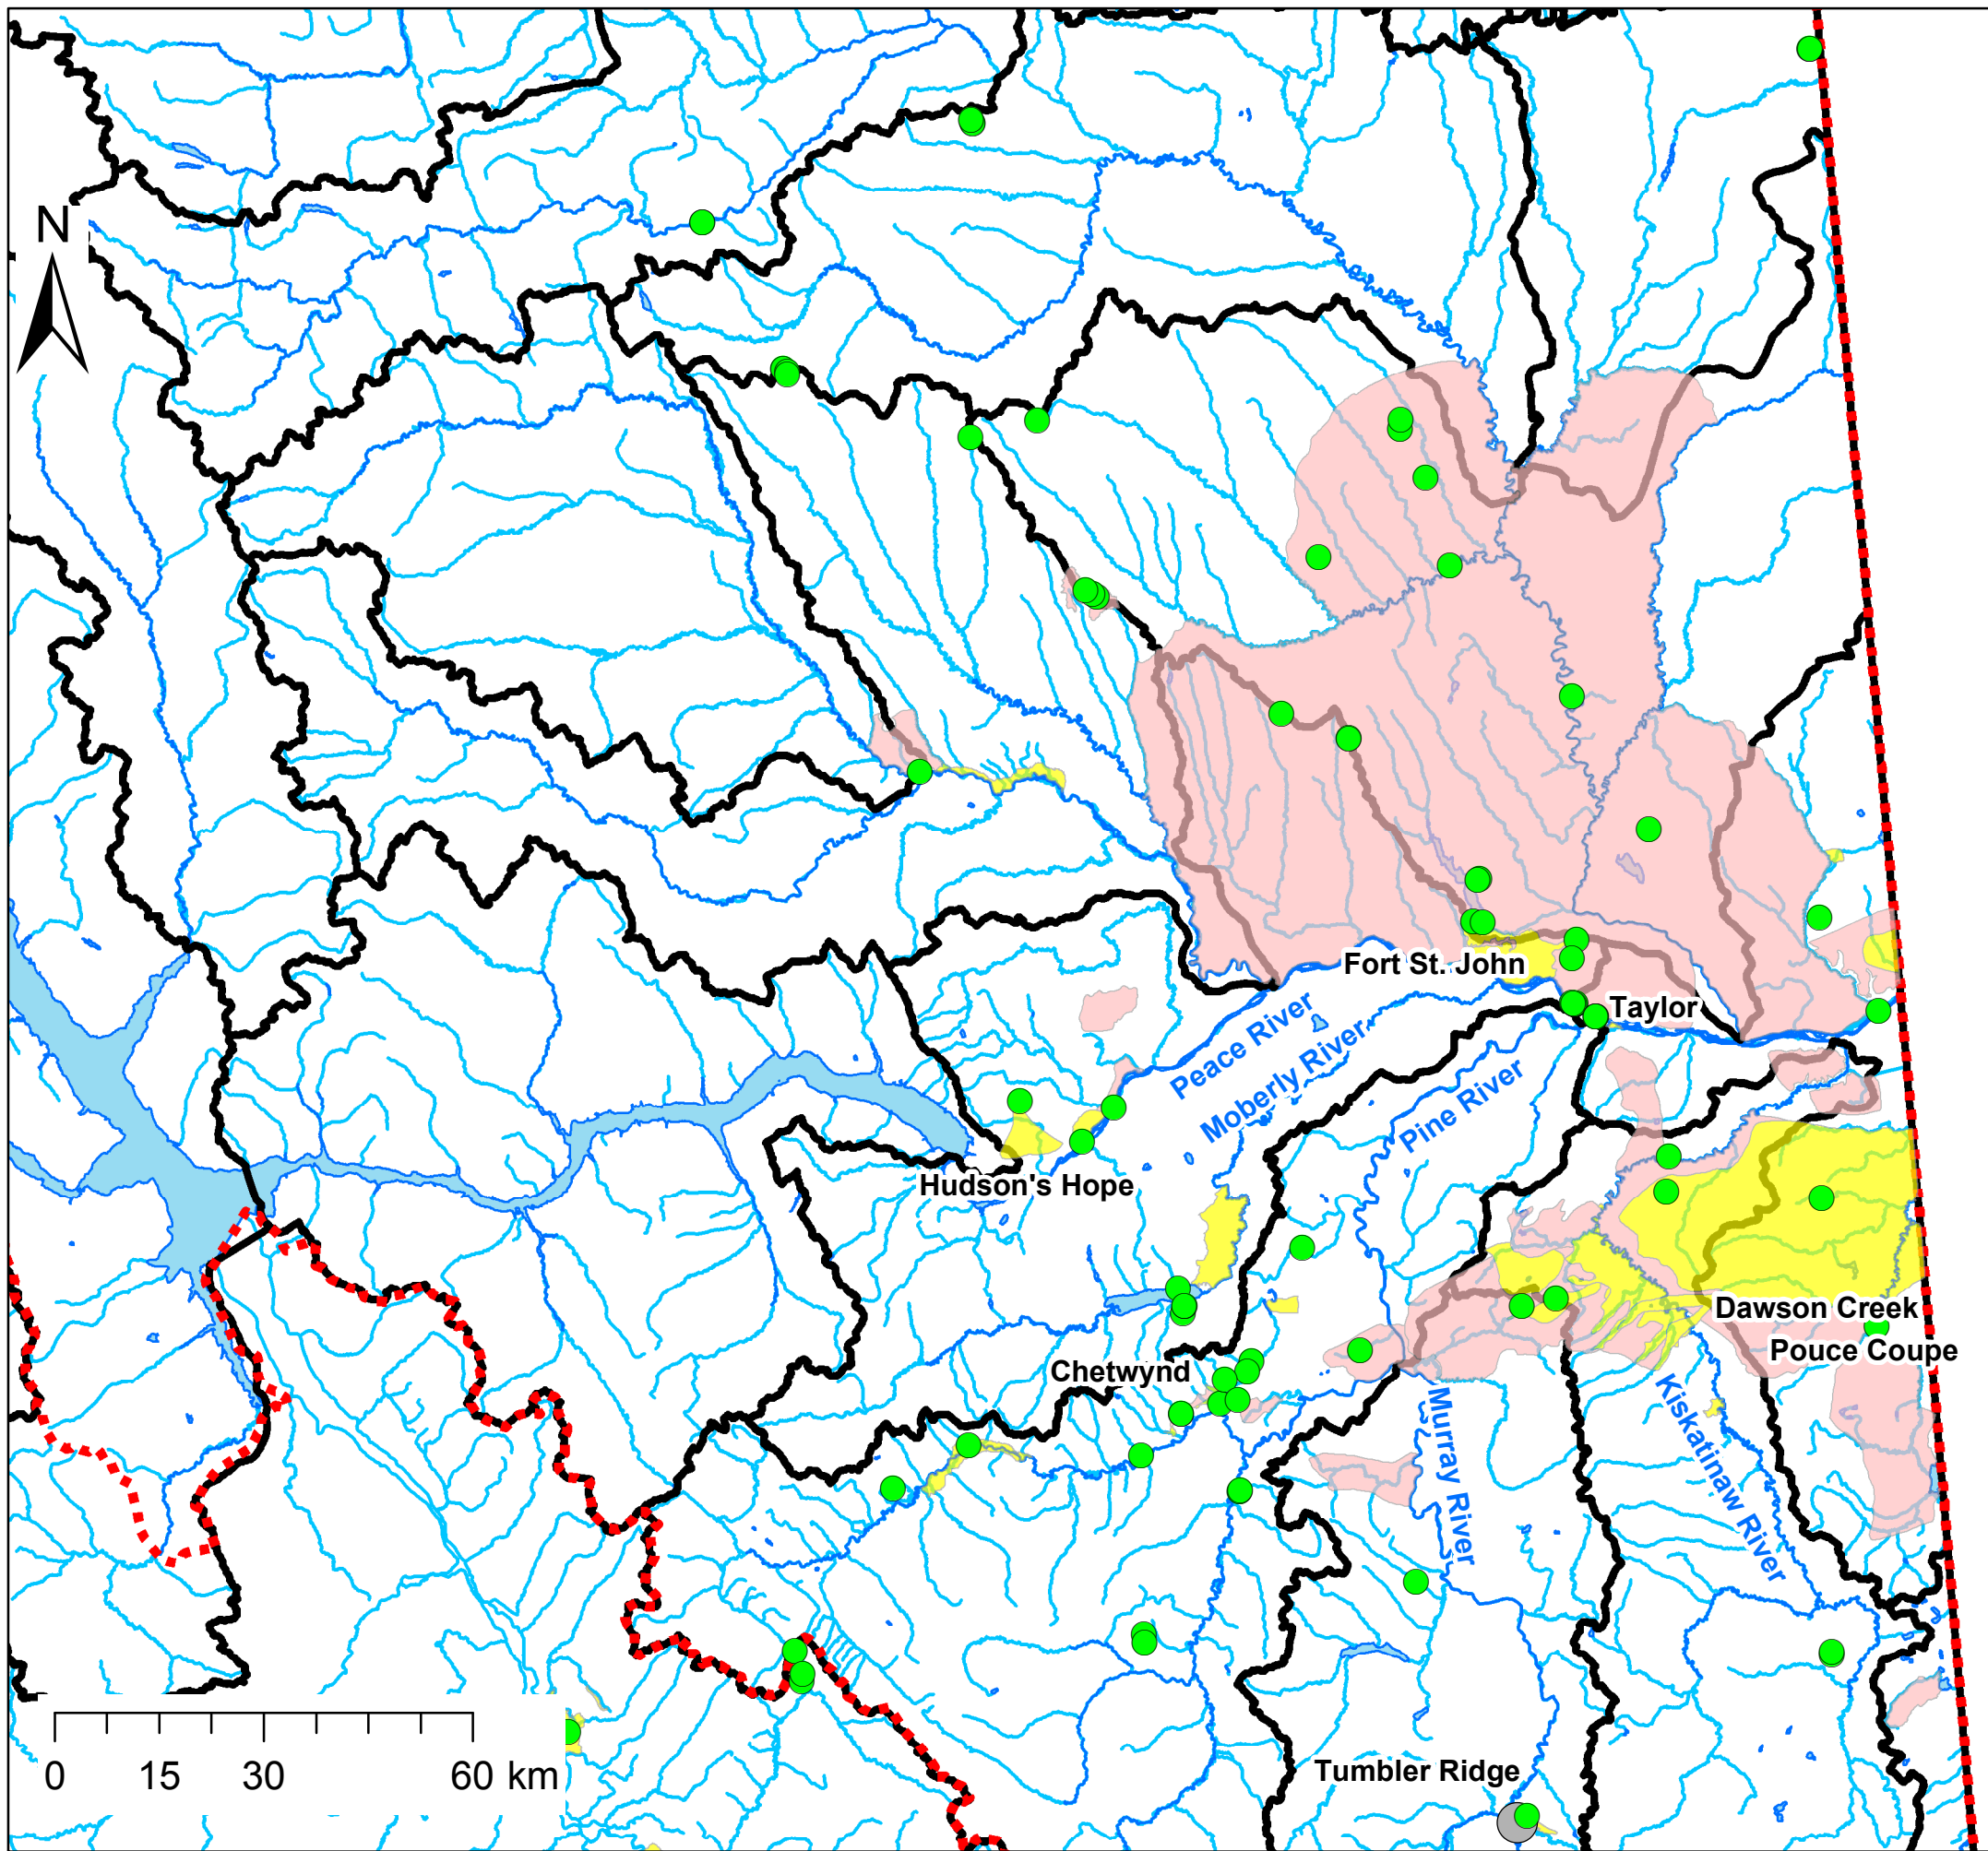 N
Fort St. John
Taylor
Peace River
Moberly River
Pine River
Hudson's Hope
Dawson Creek
Pouce Coupe
Chetwynd
Murray River
Kiskatinaw River
Tumbler Ridge
0 15 30 60 km